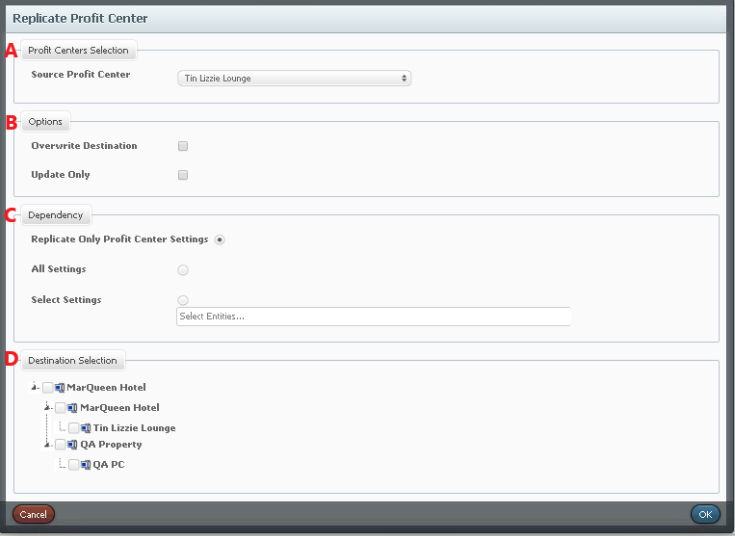 Replicate Profit Center
A Profit Centers Selection
Source Profit Center Tin Lizzie Lounge
B Options
Overwrite Destination
Update Only
C Dependency
Replicate Only Profit Center Settings
All Settings
Select Settings
Select Entities...
D Destination Selection
MarQueen Hotel
MarQueen Hotel
Tin Lizzie Lounge
QA Property
QA PC
Cancel OK